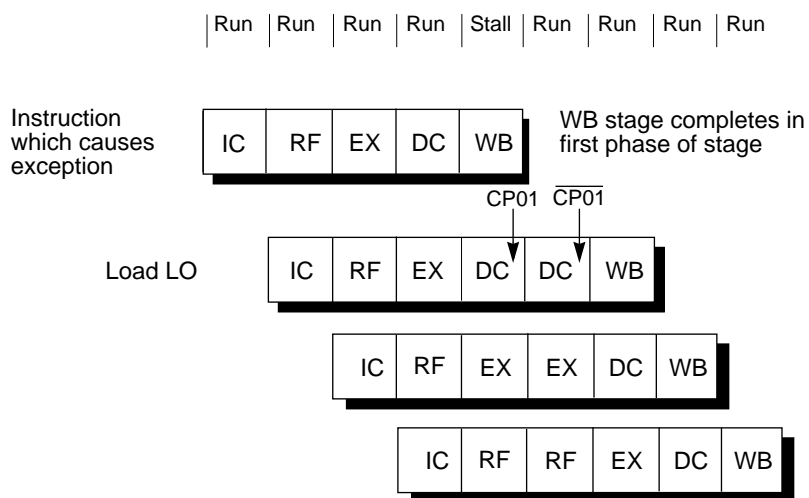 Run Run Run Run Stall Run Run Run Run
Instruction
which causes
exception
IC RF EX DC WB
WB stage completes in
first phase of stage
CP01 C̅P̅0̅1̅
Load LO
IC RF EX DC DC WB
IC RF EX EX DC WB
IC RF RF EX DC WB